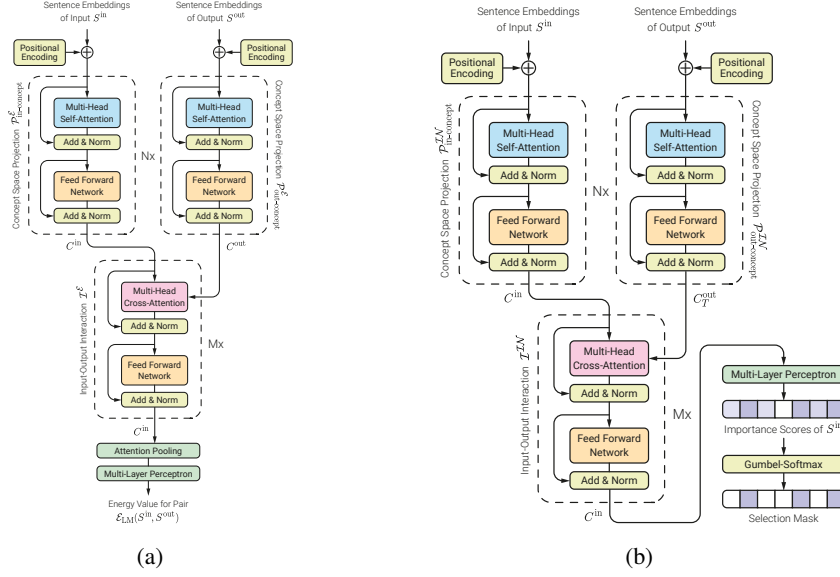 Sentence Embeddings
of Input S^in
Sentence Embeddings
of Output S^out
Positional
Encoding
Positional
Encoding
Concept Space Projection P^E_in-concept
Multi-Head
Self-Attention
Add & Norm
Feed Forward
Network
Add & Norm
Nx
Multi-Head
Self-Attention
Add & Norm
Feed Forward
Network
Add & Norm
Concept Space Projection P^E_out-concept
C^in
C^out
Input-Output Interaction I^E
Multi-Head
Cross-Attention
Add & Norm
Feed Forward
Network
Add & Norm
Mx
C^in
Attention Pooling
Multi-Layer Perceptron
Energy Value for Pair
E_LM(S^in, S^out)
(a)
Sentence Embeddings
of Input S^in
Sentence Embeddings
of Output S^out
Positional
Encoding
Positional
Encoding
Concept Space Projection P^IN_in-concept
Multi-Head
Self-Attention
Add & Norm
Feed Forward
Network
Add & Norm
Nx
Multi-Head
Self-Attention
Add & Norm
Feed Forward
Network
Add & Norm
Concept Space Projection P^IN_out-concept
C^in
C_T^out
Input-Output Interaction I^IN
Multi-Head
Cross-Attention
Add & Norm
Feed Forward
Network
Add & Norm
Mx
C^in
Multi-Layer Perceptron
Importance Scores of S^in
Gumbel-Softmax
Selection Mask
(b)